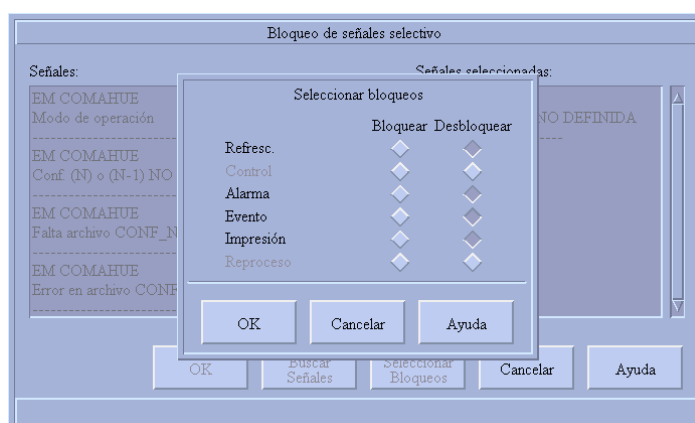 Bloqueo de señales selectivo
Señales:
Señales seleccionadas:
EM COMAHUE
Modo de operación
NO DEFINIDA
EM COMAHUE
Conf. (N) o (N-1) NO
EM COMAHUE
Falta archivo CONF_N
EM COMAHUE
Error en archivo CONF
Seleccionar bloqueos
Bloquear Desbloquear
Refresc.
Control
Alarma
Evento
Impresión
Reproceso
OK Cancelar Ayuda
OK Buscar Señales Seleccionar Bloqueos Cancelar Ayuda